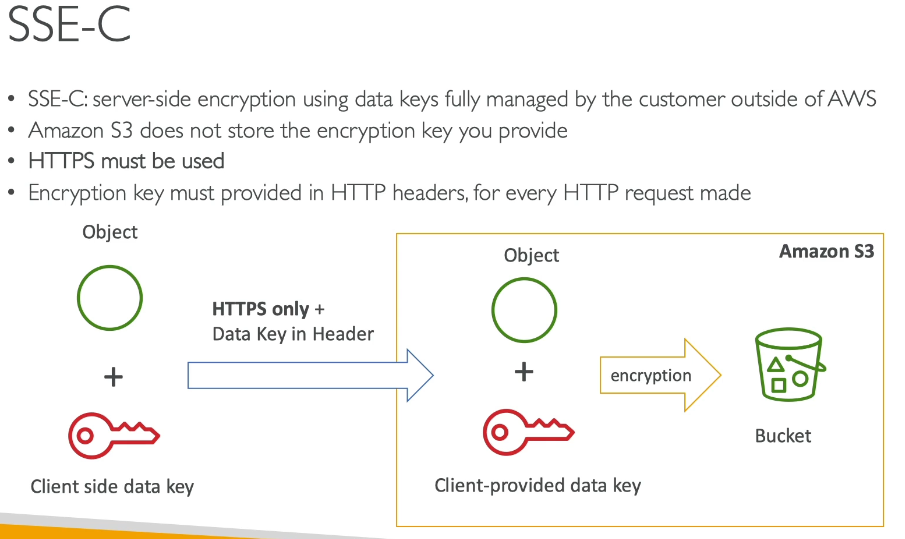 SSE-C
• SSE-C: server-side encryption using data keys fully managed by the customer outside of AWS
• Amazon S3 does not store the encryption key you provide
• HTTPS must be used
• Encryption key must provided in HTTP headers, for every HTTP request made
Object
+
Client side data key
HTTPS only +
Data Key in Header
Amazon S3
Object
+
Client-provided data key
encryption
Bucket